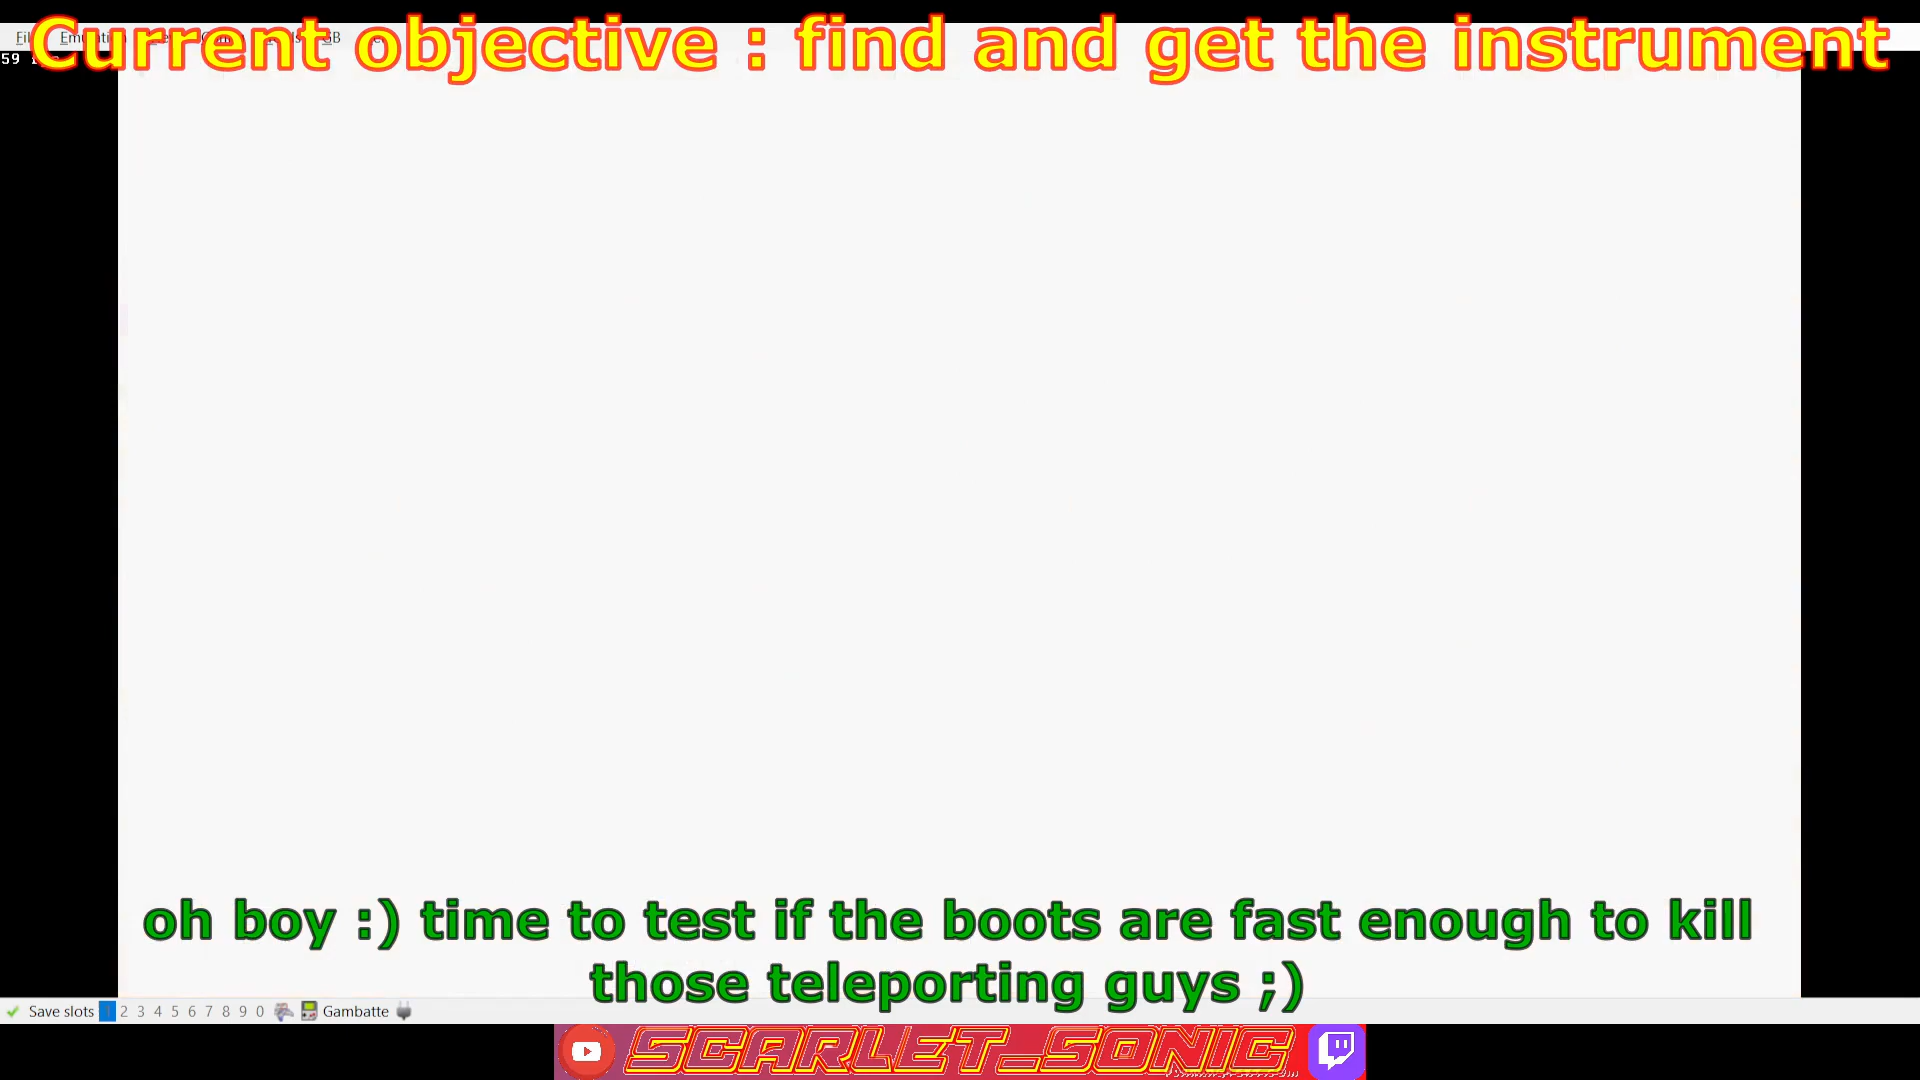 Current objective : find and get the instrument
59
oh boy :) time to test if the boots are fast enough to kill
those teleporting guys ;)
Save slots 1 2 3 4 5 6 7 8 9 0 Gambatte
SCARLET_SONIC